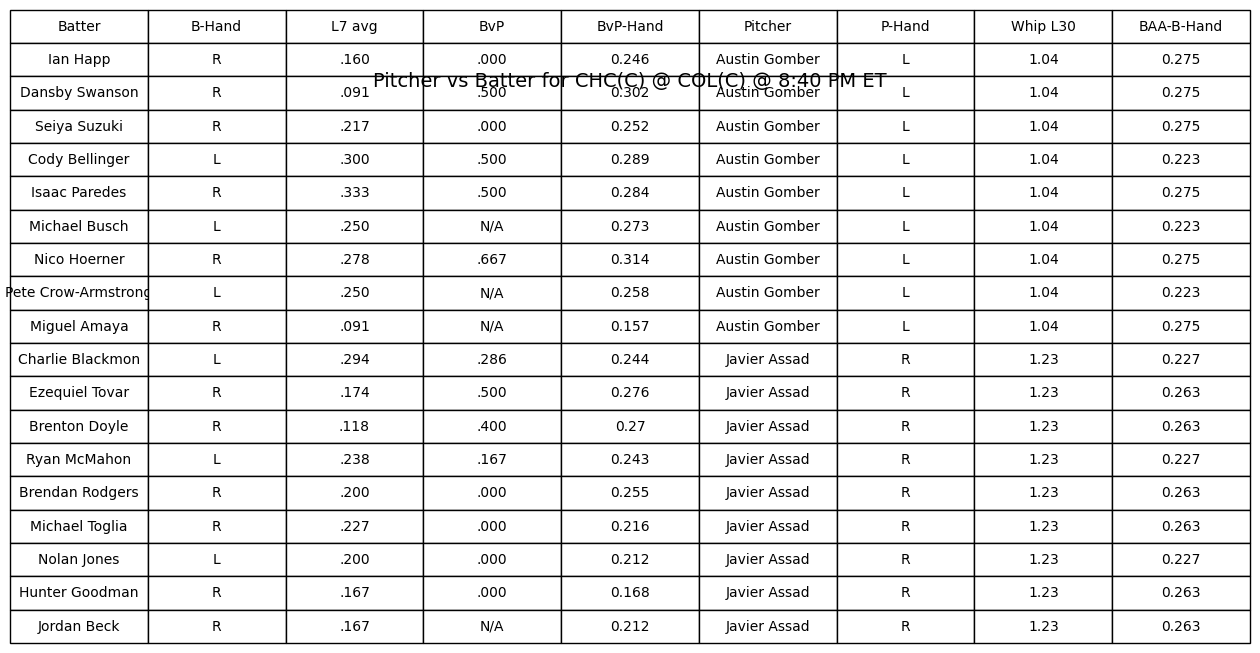 Batter B-Hand L7 avg BvP BvP-Hand Pitcher P-Hand Whip L30 BAA-B-Hand
Ian Happ R .160 .000 0.246 Austin Gomber L 1.04 0.275
Pitcher vs Batter for CHC(C) @ COL(C) @ 8:40 PM ET
Dansby Swanson R .091 .500 0.302 Austin Gomber L 1.04 0.275
Seiya Suzuki R .217 .000 0.252 Austin Gomber L 1.04 0.275
Cody Bellinger L .300 .500 0.289 Austin Gomber L 1.04 0.223
Isaac Paredes R .333 .500 0.284 Austin Gomber L 1.04 0.275
Michael Busch L .250 N/A 0.273 Austin Gomber L 1.04 0.223
Nico Hoerner R .278 .667 0.314 Austin Gomber L 1.04 0.275
Pete Crow-Armstrong L .250 N/A 0.258 Austin Gomber L 1.04 0.223
Miguel Amaya R .091 N/A 0.157 Austin Gomber L 1.04 0.275
Charlie Blackmon L .294 .286 0.244 Javier Assad R 1.23 0.227
Ezequiel Tovar R .174 .500 0.276 Javier Assad R 1.23 0.263
Brenton Doyle R .118 .400 0.27 Javier Assad R 1.23 0.263
Ryan McMahon L .238 .167 0.243 Javier Assad R 1.23 0.227
Brendan Rodgers R .200 .000 0.255 Javier Assad R 1.23 0.263
Michael Toglia R .227 .000 0.216 Javier Assad R 1.23 0.263
Nolan Jones L .200 .000 0.212 Javier Assad R 1.23 0.227
Hunter Goodman R .167 .000 0.168 Javier Assad R 1.23 0.263
Jordan Beck R .167 N/A 0.212 Javier Assad R 1.23 0.263